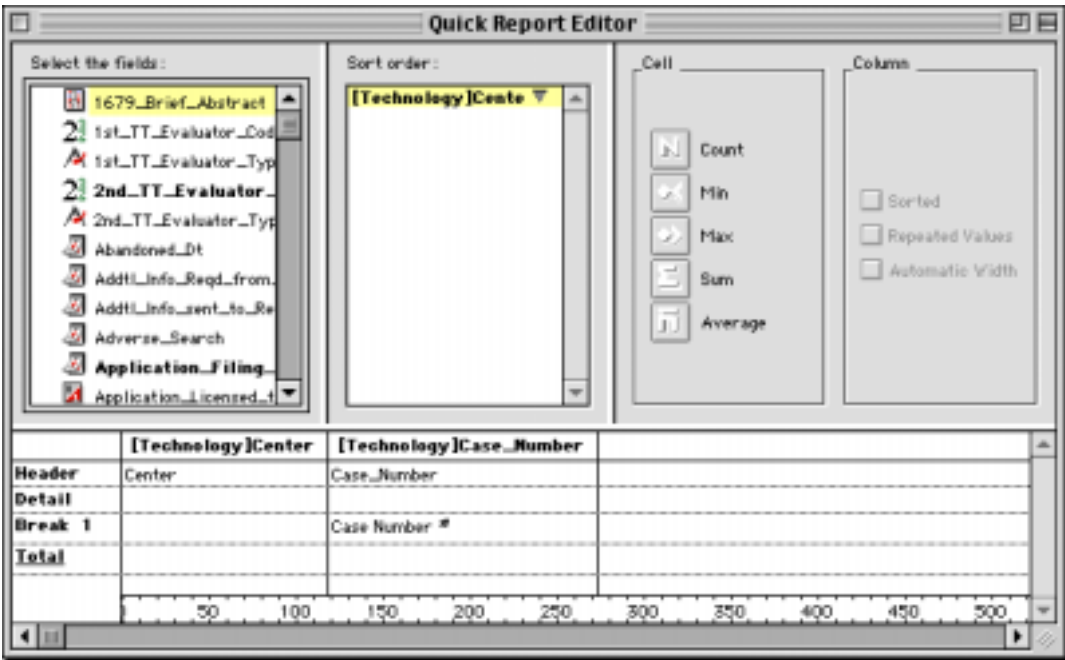 Quick Report Editor
Select the fields:
1679_Brief_Abstract
1st_TT_Evaluator_Cod
1st_TT_Evaluator_Typ
2nd_TT_Evaluator_
2nd_TT_Evaluator_Typ
Abandoned_Dt
Addtl_Info_Reqd_from.
Addtl_Info_sent_to_Re
Adverse_Search
Application_Filing_
Application_Licensed_t
Sort order:
[Technology]Cente
Cell
N Count
Min
Max
Sum
Average
Column
Sorted
Repeated Values
Automatic Width
[Technology]Center [Technology]Case_Number
Header Center Case_Number
Detail
Break 1 Case Number #
Total
50 100 150 200 250 300 350 400 450 500